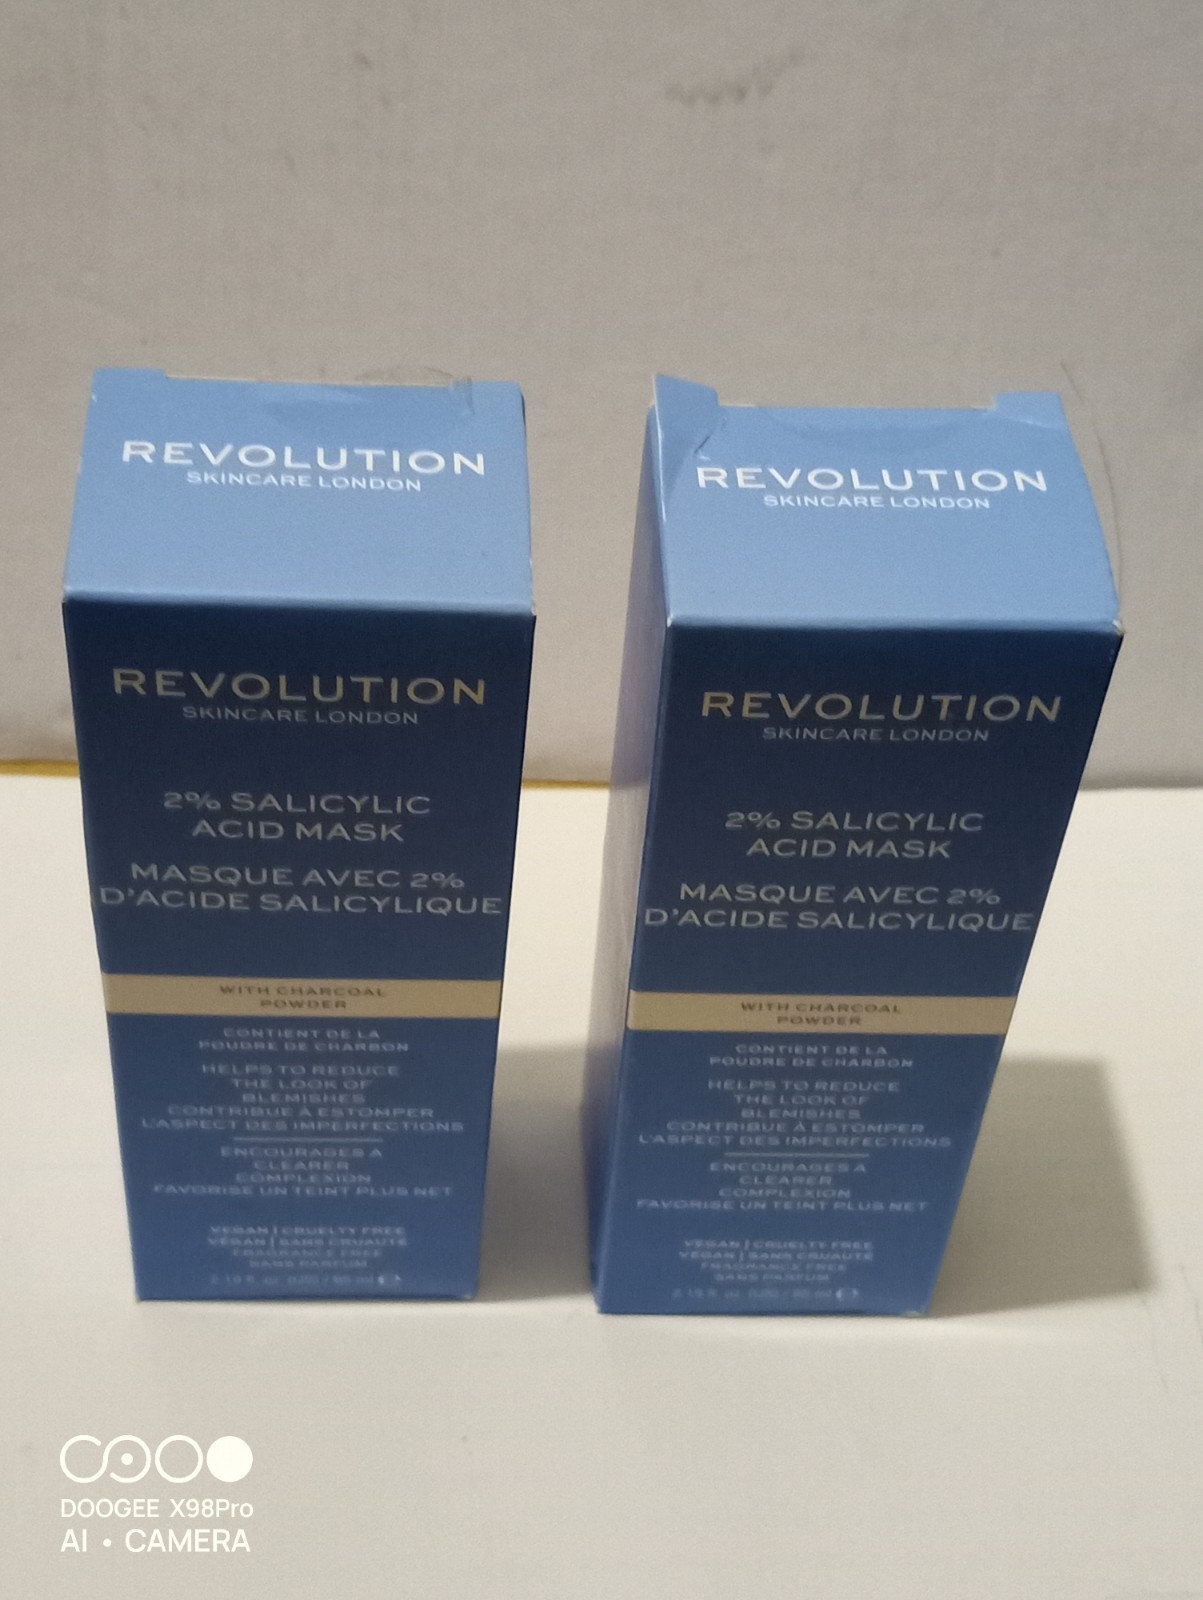 REVOLUTION
SKINCARE LONDON
REVOLUTION
SKINCARE LONDON
2% SALICYLIC
ACID MASK
MASQUE AVEC 2%
D'ACIDE SALICYLIQUE
WITH CHARCOAL
POWDER
CONTIENT DE LA
POUDRE DE CHARBON
HELPS TO REDUCE
THE LOOK OF
BLEMISHES
CONTRIBUE À ESTOMPER
L'ASPECT DES IMPERFECTIONS
ENCOURAGES A
CLEARER
COMPLEXION
FAVORISE UN TEINT PLUS NET
VEGAN | CRUELTY FREE
VÉGAN | SANS CRUAUTÉ
FRAGRANCE FREE
SANS PARFUM
REVOLUTION
SKINCARE LONDON
REVOLUTION
SKINCARE LONDON
2% SALICYLIC
ACID MASK
MASQUE AVEC 2%
D'ACIDE SALICYLIQUE
WITH CHARCOAL
POWDER
CONTIENT DE LA
POUDRE DE CHARBON
HELPS TO REDUCE
THE LOOK OF
BLEMISHES
CONTRIBUE À ESTOMPER
L'ASPECT DES IMPERFECTIONS
ENCOURAGES A
CLEARER
COMPLEXION
FAVORISE UN TEINT PLUS NET
VEGAN | CRUELTY FREE
VÉGAN | SANS CRUAUTÉ
FRAGRANCE FREE
SANS PARFUM
DOOGEE X98Pro
AI • CAMERA